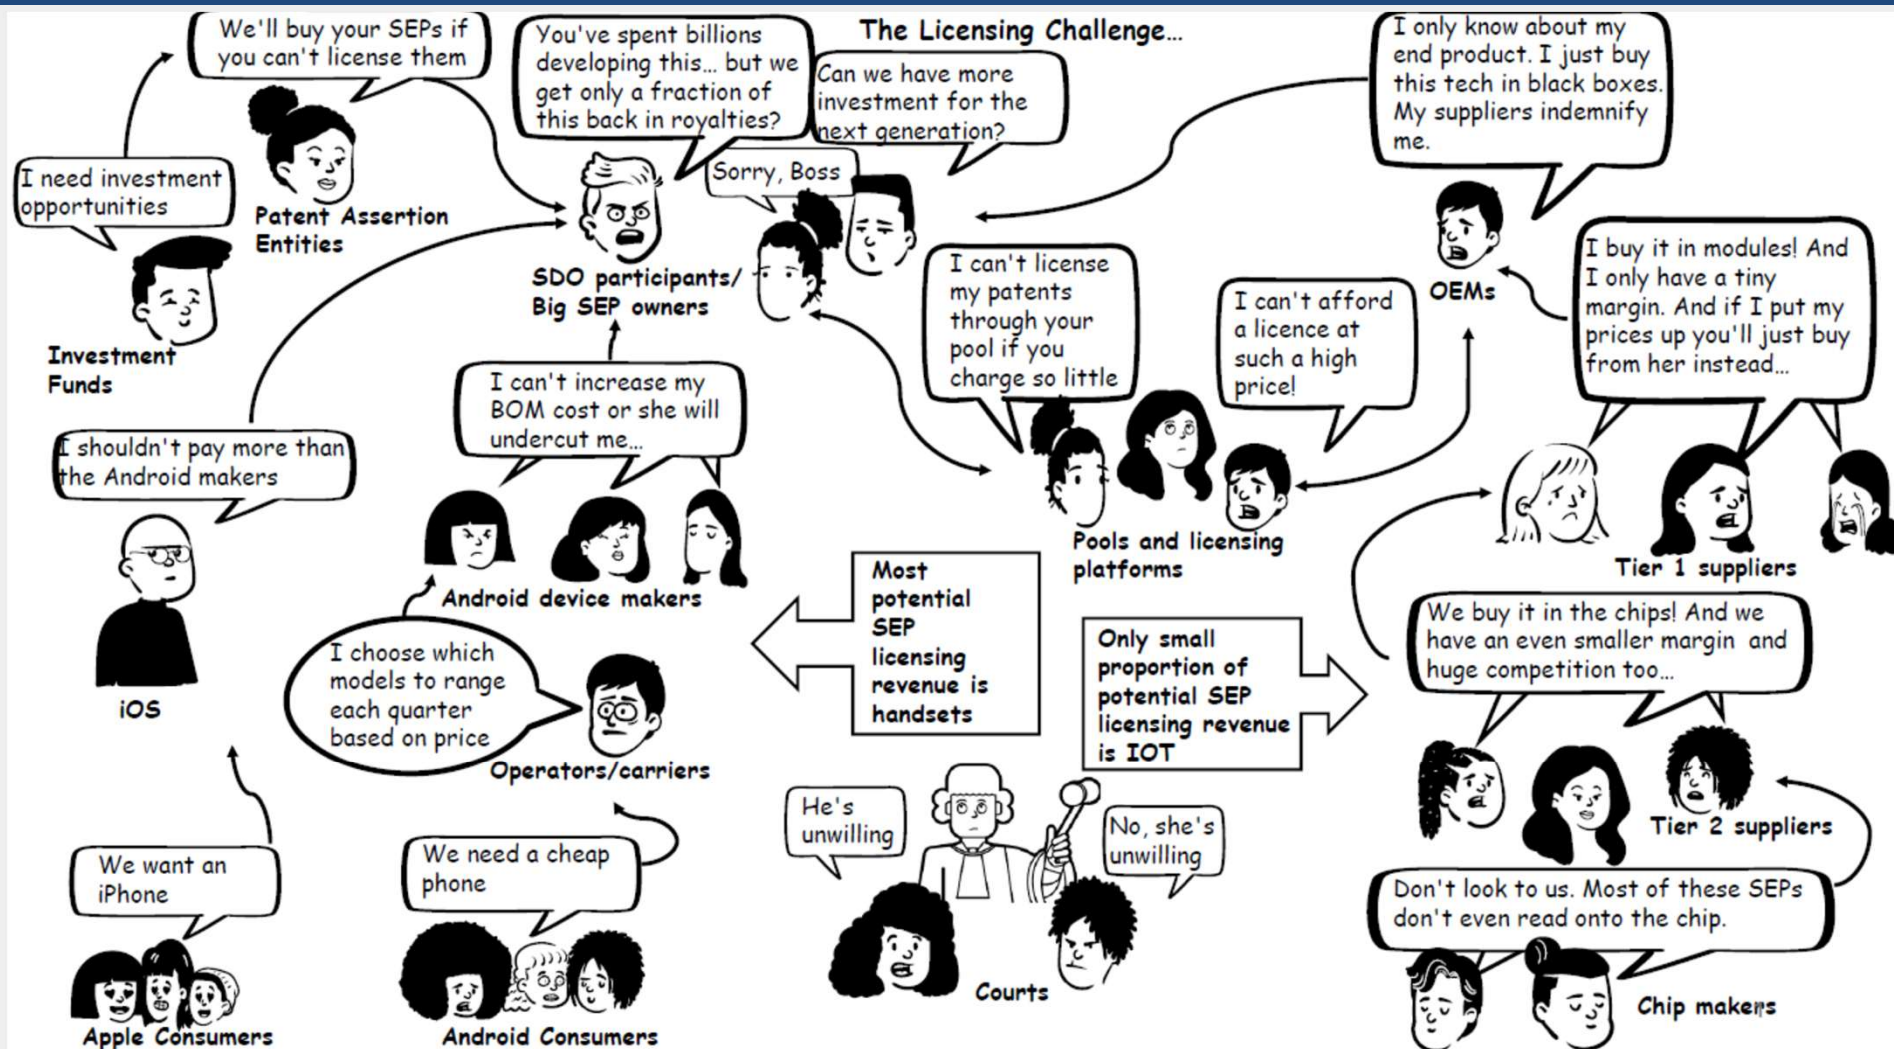 The Licensing Challenge...
We'll buy your SEPs if
you can't license them
Patent Assertion
Entities
I need investment
opportunities
Investment
Funds
You've spent billions
developing this... but we
get only a fraction of
this back in royalties?
Can we have more
investment for the
next generation?
Sorry, Boss
SDO participants/
Big SEP owners
I only know about my
end product. I just buy
this tech in black boxes.
My suppliers indemnify
me.
OEMs
I buy it in modules! And
I only have a tiny
margin. And if I put my
prices up you'll just buy
from her instead...
Tier 1 suppliers
I can't license
my patents
through your
pool if you
charge so little
I can't afford
a licence at
such a high
price!
Pools and licensing
platforms
I shouldn't pay more than
the Android makers
iOS
I can't increase my
BOM cost or she will
undercut me...
Android device makers
I choose which
models to range
each quarter
based on price
Operators/carriers
Most
potential
SEP
licensing
revenue is
handsets
Only small
proportion of
potential SEP
licensing revenue
is IOT
We buy it in the chips! And we
have an even smaller margin and
huge competition too...
Tier 2 suppliers
Don't look to us. Most of these SEPs
don't even read onto the chip.
Chip makers
We want an
iPhone
Apple Consumers
We need a cheap
phone
Android Consumers
He's
unwilling
No, she's
unwilling
Courts